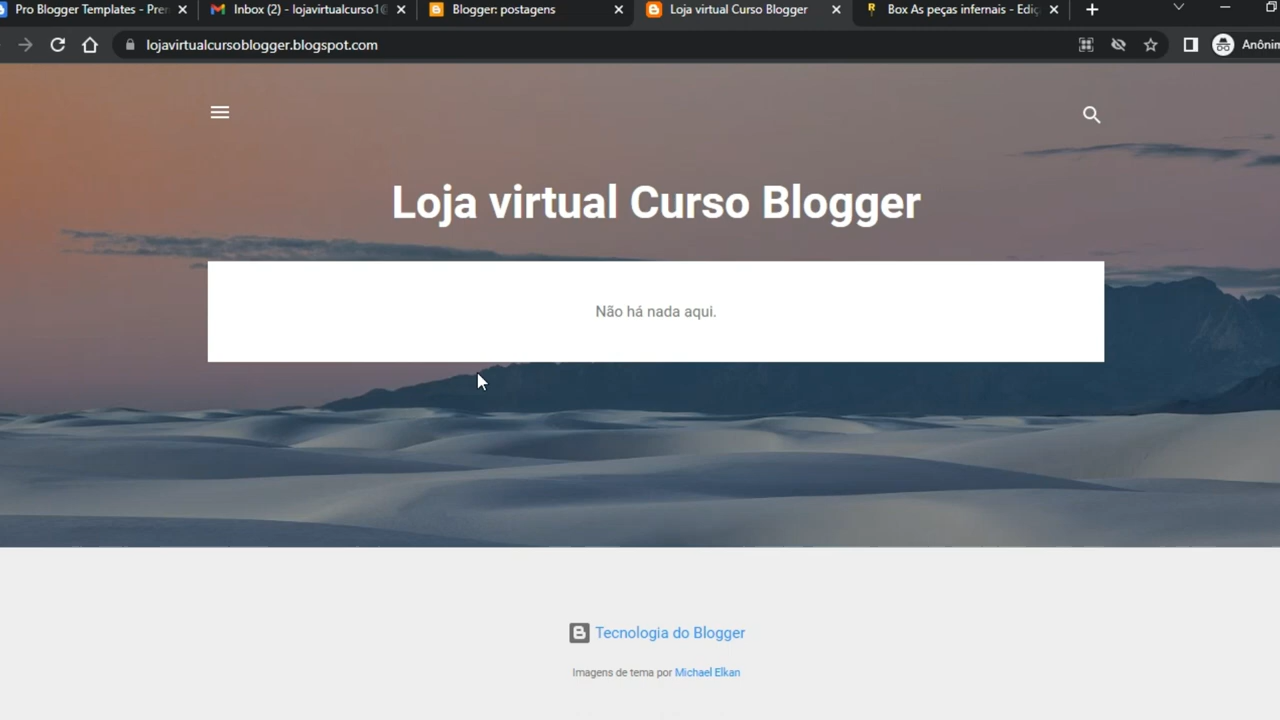 Pro Blogger Templates - Pre
Inbox (2) - lojavirtualcurso1@
Blogger: postagens
Loja virtual Curso Blogger
Box As peças infernais - Ediç
lojavirtualcursoblogger.blogspot.com
Anônim
Loja virtual Curso Blogger
Não há nada aqui.
Tecnologia do Blogger
Imagens de tema por Michael Elkan